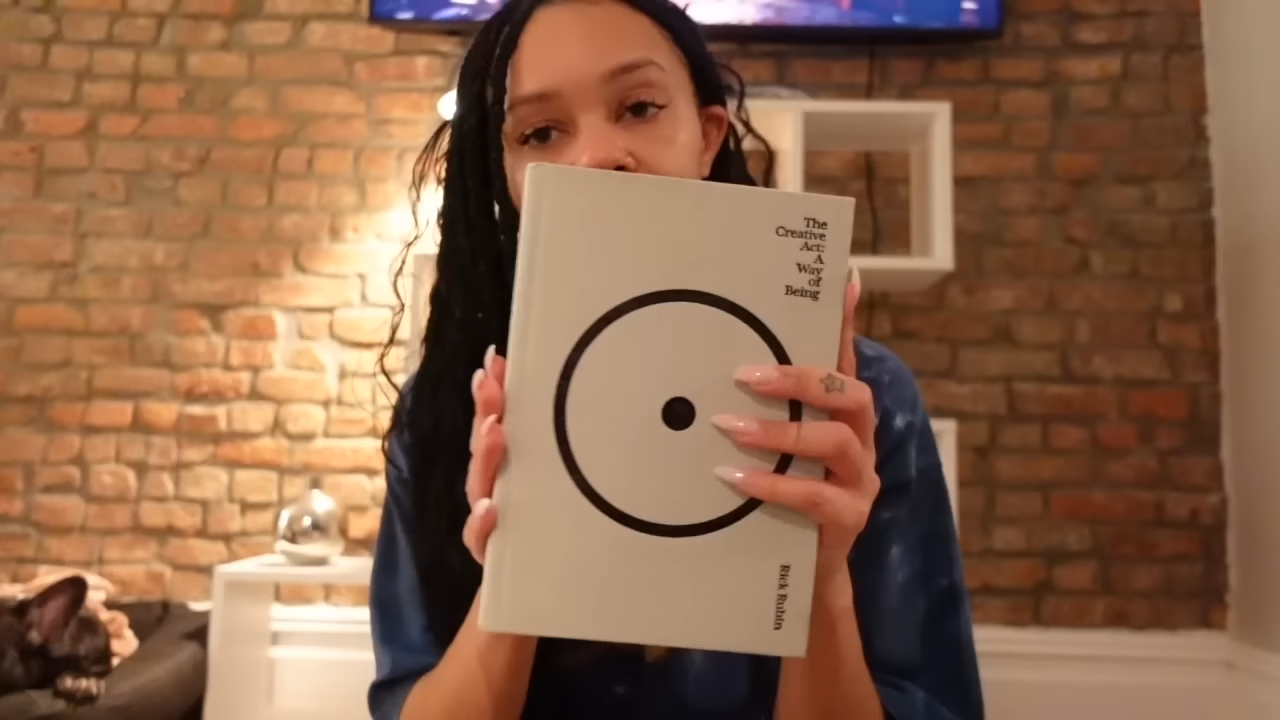 The
Creative
Act:
A
Way
of
Being
Rick Rubin